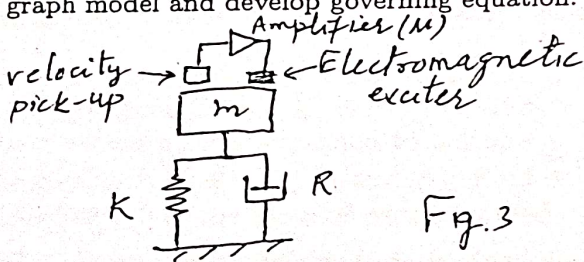 graph model and develop governing equation.
Amplifier (μ)
velocity
pick-up
Electromagnetic
exciter
m
K
R
Fig.3